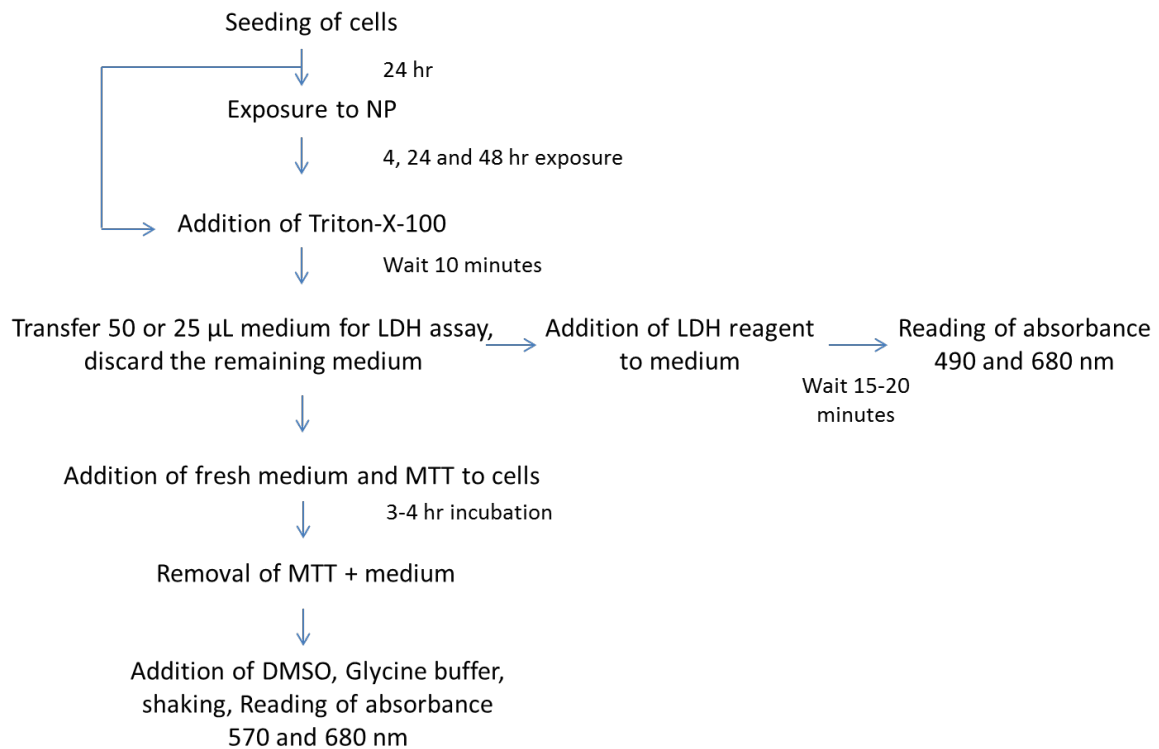 Seeding of cells
24 hr
Exposure to NP
4, 24 and 48 hr exposure
Addition of Triton-X-100
Wait 10 minutes
Transfer 50 or 25 µL medium for LDH assay,
discard the remaining medium
Addition of LDH reagent
to medium
Wait 15-20
minutes
Reading of absorbance
490 and 680 nm
Addition of fresh medium and MTT to cells
3-4 hr incubation
Removal of MTT + medium
Addition of DMSO, Glycine buffer,
shaking, Reading of absorbance
570 and 680 nm